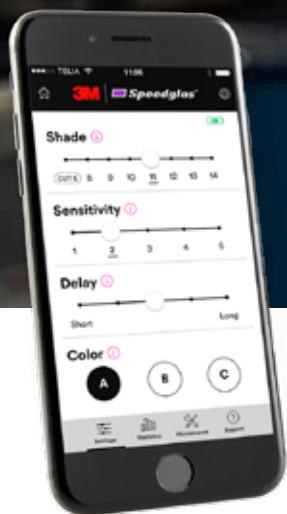 TELIA 11:06
3M Speedglas
ON
Shade
CUT 5 8 9 10 11 12 13 14
Sensitivity
1 2 3 4 5
Delay
Short Long
Color
A B C
Settings Statistics Maintenance Support